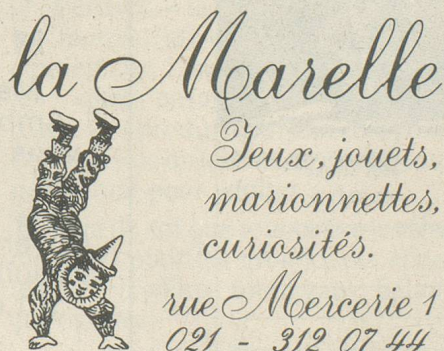 la Marelle
Jeux, jouets,
marionnettes,
curiosités.
rue Mercerie 1
021 - 312 07 44